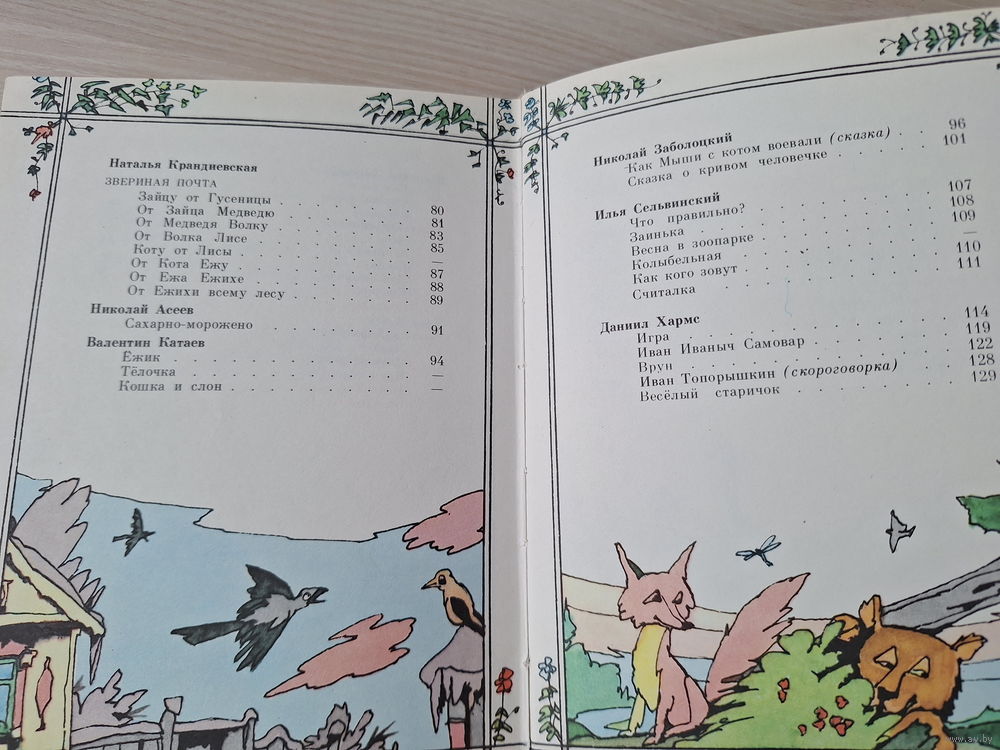 Наталья Крандиевская
ЗВЕРИНАЯ ПОЧТА
Зайцу от Гусеницы . . . . . . . . . 80
От Зайца Медведю . . . . . . . . . 81
От Медведя Волку . . . . . . . . . 83
От Волка Лисе . . . . . . . . . 85
Коту от Лисы . . . . . . . . . —
От Кота Ежу . . . . . . . . . 87
От Ежа Ежихе . . . . . . . . . 88
От Ежихи всему лесу . . . . . . . . . 89
Николай Асеев
Сахарно-морожено . . . . . . . . . 91
Валентин Катаев
Ёжик . . . . . . . . . 94
Тёлочка . . . . . . . . . —
Кошка и слон . . . . . . . . . —
Николай Заболоцкий
Как Мыши с котом воевали (сказка) . . 96
Сказка о кривом человечке . . . . . 101
Илья Сельвинский
Что правильно? . . . . . . . . . 107
Заинька . . . . . . . . . 108
Весна в зоопарке . . . . . . . . . 109
Колыбельная . . . . . . . . . —
Как кого зовут . . . . . . . . . 110
Считалка . . . . . . . . . 111
Даниил Хармс
Игра . . . . . . . . . 114
Иван Иваныч Самовар . . . . . . . 119
Врун . . . . . . . . . 122
Иван Топорышкин (скороговорка) . . . 128
Весёлый старичок . . . . . . . . 129
www.ay.by